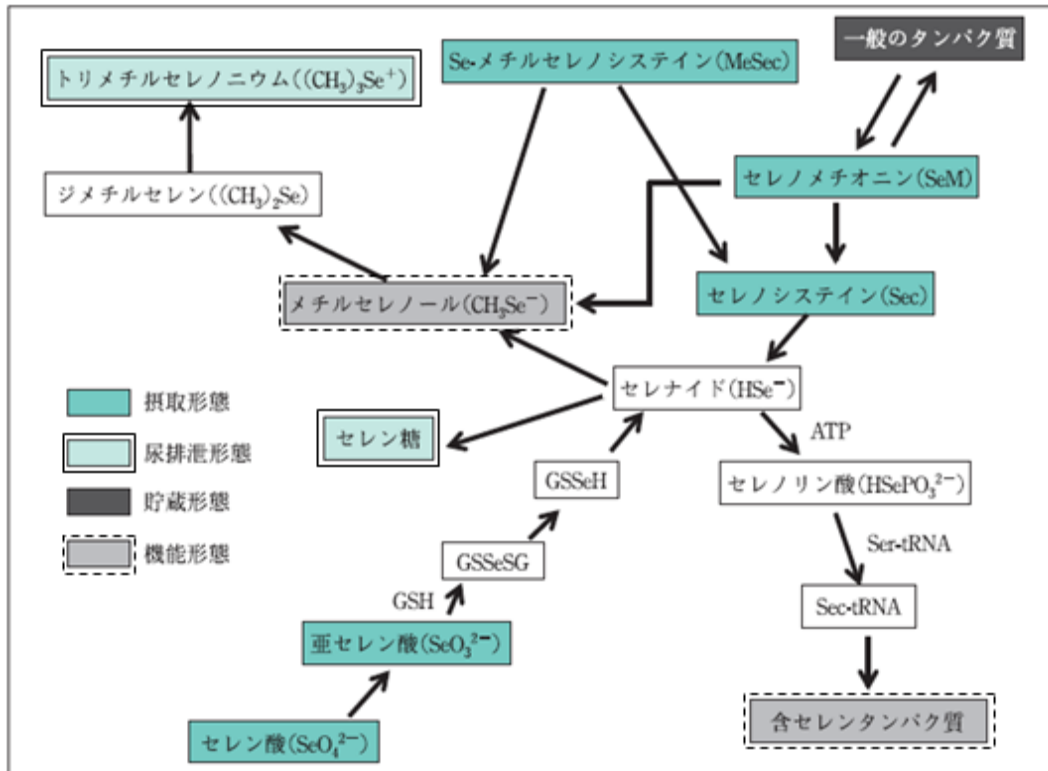 一般のタンパク質
Se-メチルセレノシステイン(MeSec)
トリメチルセレノニウム((CH₃)₃Se⁺)
セレノメチオニン(SeM)
ジメチルセレン((CH₃)₂Se)
メチルセレノール(CH₃Se⁻)
セレノシステイン(Sec)
セレナイド(HSe⁻)
摂取形態
尿排泄形態
貯蔵形態
機能形態
セレン糖
ATP
GSSeH
セレノリン酸(HSePO₃²⁻)
GSSeSG
Ser-tRNA
GSH
Sec-tRNA
亜セレン酸(SeO₃²⁻)
含セレンタンパク質
セレン酸(SeO₄²⁻)